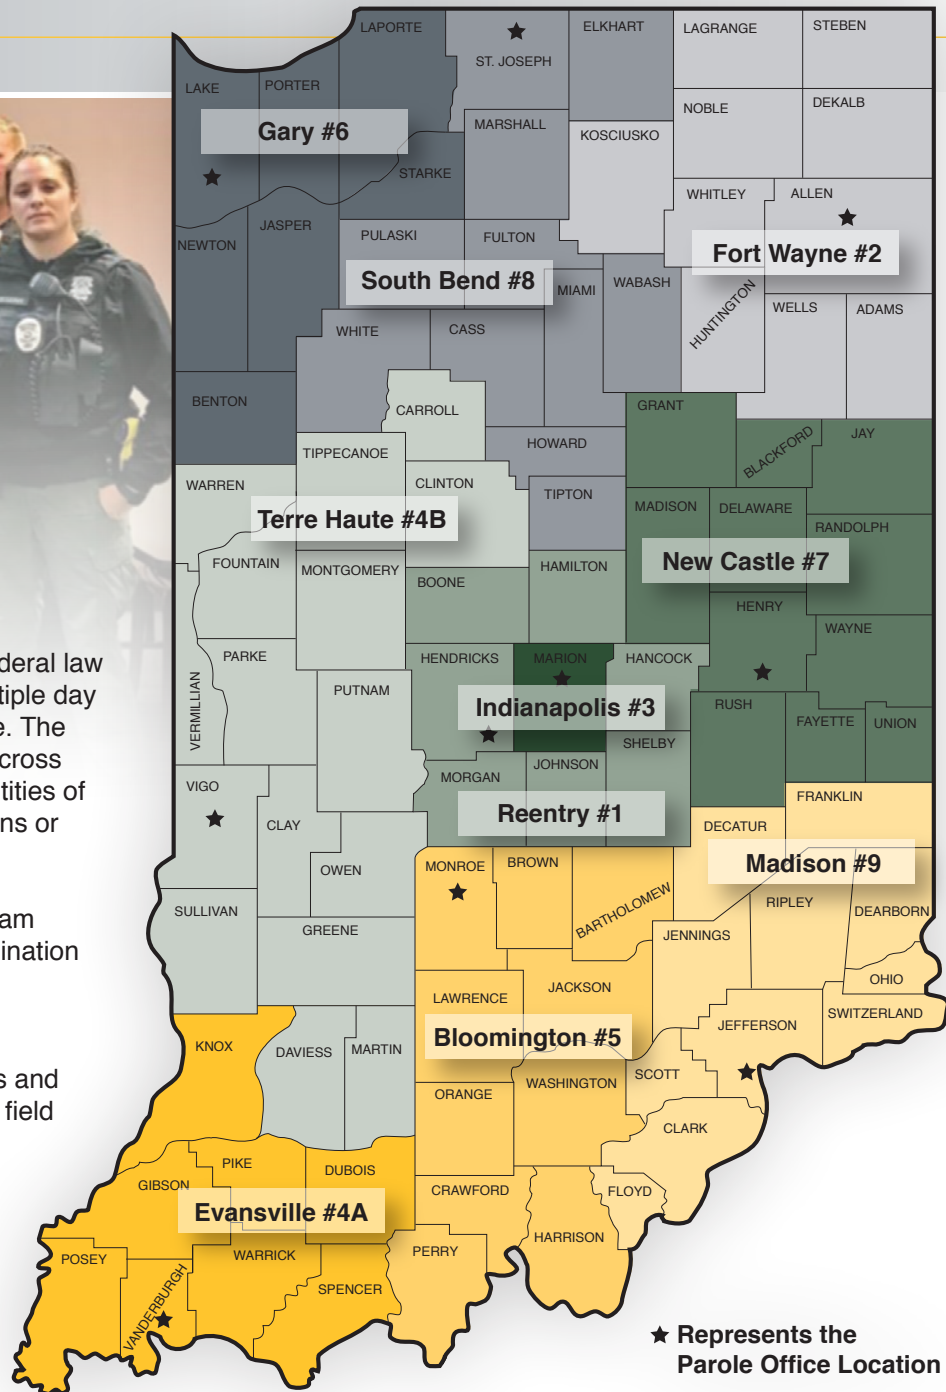 LAPORTE
ELKHART
LAGRANGE
STEBEN
ST. JOSEPH
LAKE
PORTER
NOBLE
DEKALB
MARSHALL
KOSCIUSKO
Gary #6
STARKE
WHITLEY
ALLEN
JASPER
PULASKI
FULTON
NEWTON
Fort Wayne #2
South Bend #8
MIAMI
WABASH
HUNTINGTON
WELLS
ADAMS
WHITE
CASS
BENTON
CARROLL
GRANT
BLACKFORD
JAY
HOWARD
TIPPECANOE
WARREN
CLINTON
TIPTON
MADISON
DELAWARE
RANDOLPH
Terre Haute #4B
FOUNTAIN
MONTGOMERY
HAMILTON
New Castle #7
BOONE
HENRY
WAYNE
PARKE
HENDRICKS
MARION
HANCOCK
VERMILLIAN
PUTNAM
Indianapolis #3
RUSH
FAYETTE
UNION
SHELBY
JOHNSON
MORGAN
VIGO
FRANKLIN
CLAY
Reentry #1
DECATUR
OWEN
MONROE
BROWN
Madison #9
BARTHOLOMEW
RIPLEY
DEARBORN
SULLIVAN
GREENE
JENNINGS
OHIO
JACKSON
LAWRENCE
SWITZERLAND
JEFFERSON
KNOX
DAVIESS
MARTIN
Bloomington #5
SCOTT
WASHINGTON
ORANGE
CLARK
PIKE
DUBOIS
GIBSON
CRAWFORD
FLOYD
Evansville #4A
HARRISON
POSEY
WARRICK
PERRY
VANDERBURGH
SPENCER
deral law
tiple day
e. The
cross
tities of
ns or
am
ination
s and
field
★ Represents the
Parole Office Location